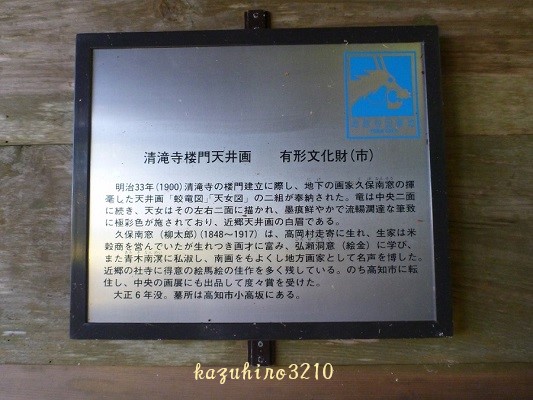 清滝寺楼門天井画 有形文化財(市)
明治33年(1900)清滝寺の楼門建立に際し、地下の画家久保南窓の揮
毫した天井画「蛟竜図」「天女図」の二組が奉納された。竜は中央二面
に続き、天女はその左右二面に描かれ、墨痕鮮やかで流暢濶達な筆致
に極彩色が施されており、近郷天井画の白眉である。
久保南窓(柳太郎)(1848〜1917)は、高岡村走寄に生れ、生家は米
穀商を営んでいたが生れつき画才に富み、弘瀬洞意(絵金)に学び、
また青木南溟に私淑し、南画をもよくし地方画家として名声を博した。
近郷の社寺に得意の絵馬絵の佳作を多く残している。のち高知市に転
住し、中央の画展にも出品して度々賞を受けた。
大正6年没。墓所は高知市小高坂にある。
kazuhiro3210